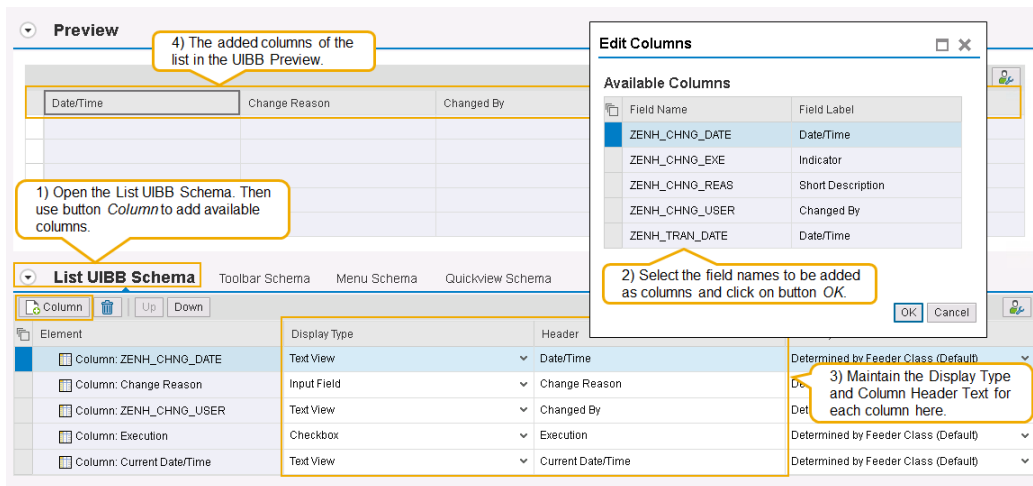 Preview
4) The added columns of the
list in the UIBB Preview.
Date/Time Change Reason Changed By
Edit Columns
Available Columns
Field Name Field Label
ZENH_CHNG_DATE Date/Time
ZENH_CHNG_EXE Indicator
ZENH_CHNG_REAS Short Description
ZENH_CHNG_USER Changed By
ZENH_TRAN_DATE Date/Time
2) Select the field names to be added
as columns and click on button OK.
OK Cancel
1) Open the List UIBB Schema. Then
use button Column to add available
columns.
List UIBB Schema Toolbar Schema Menu Schema Quickview Schema
Column Up Down
Element Display Type Header
Column: ZENH_CHNG_DATE Text View Date/Time Determined by Feeder Class (Default)
Column: Change Reason Input Field Change Reason
Column: ZENH_CHNG_USER Text View Changed By
Column: Execution Checkbox Execution Determined by Feeder Class (Default)
Column: Current Date/Time Text View Current Date/Time Determined by Feeder Class (Default)
3) Maintain the Display Type
and Column Header Text for
each column here.